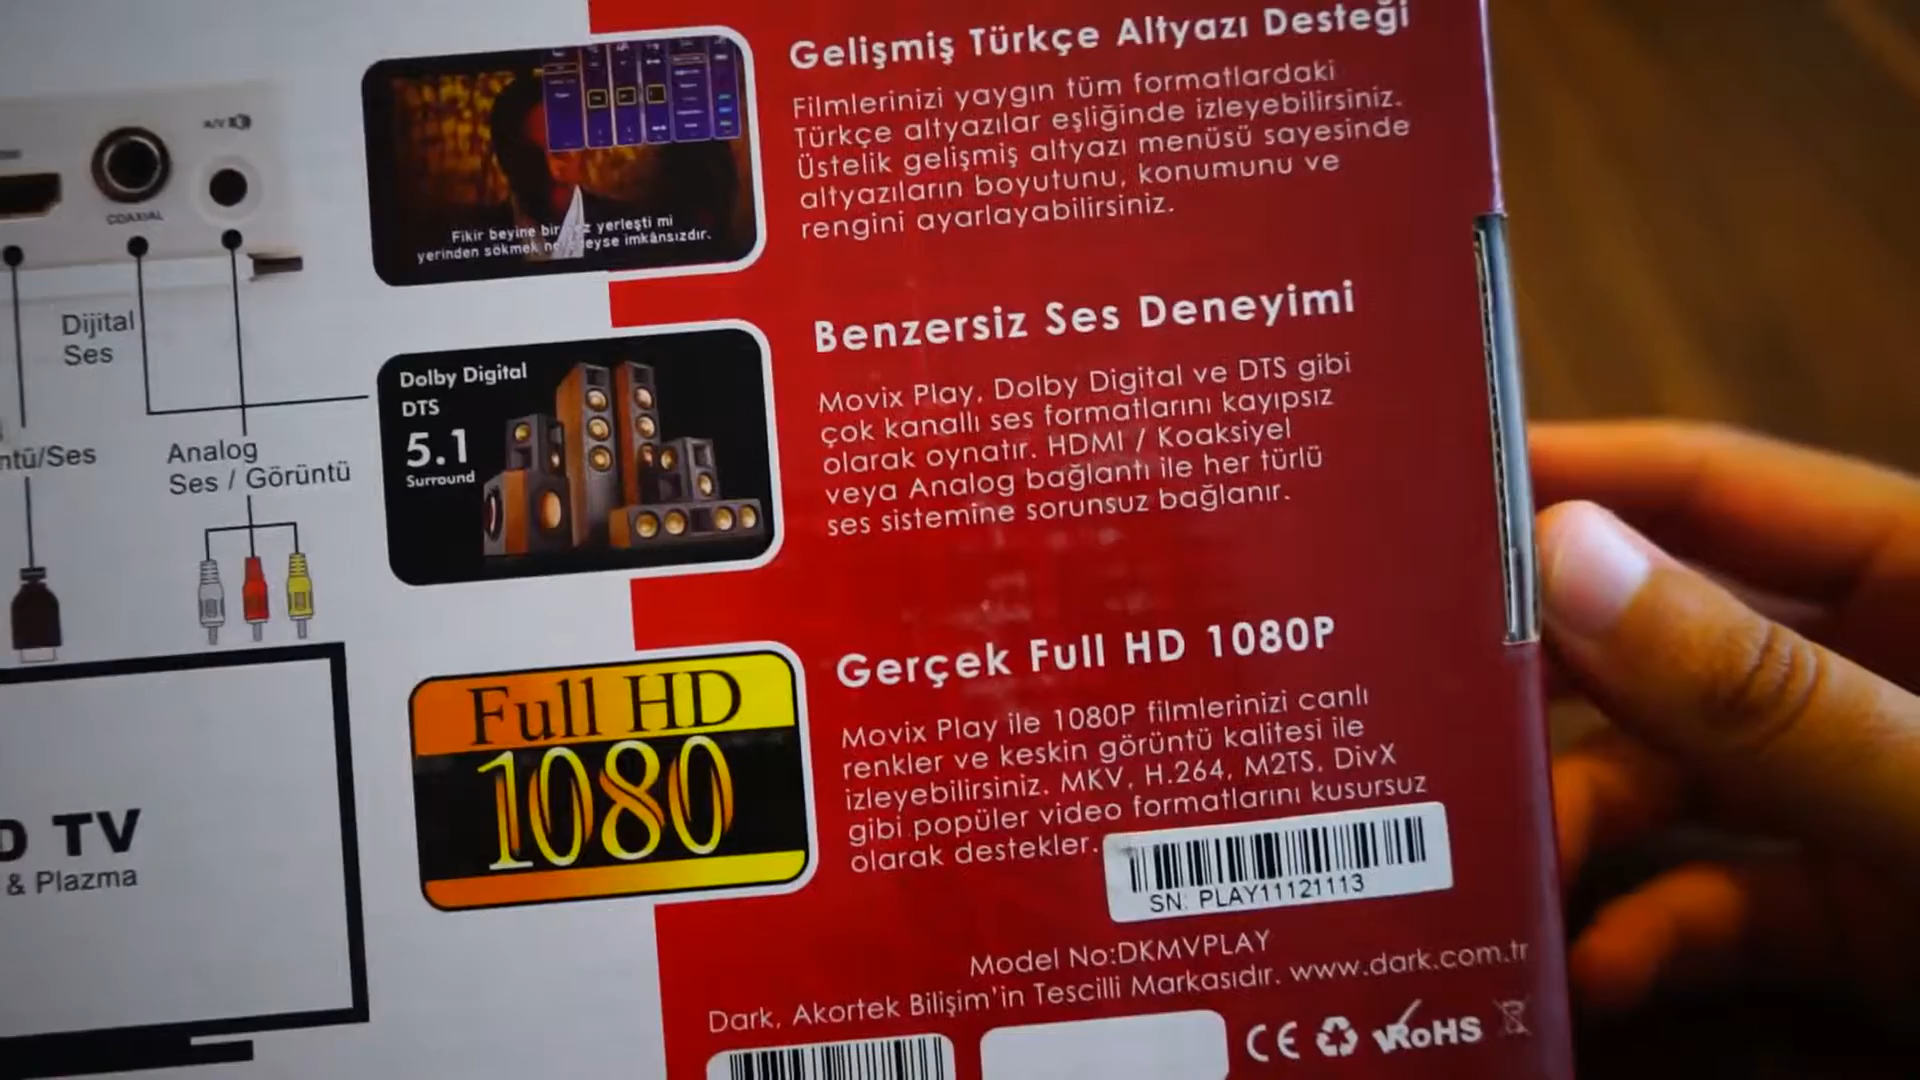 Gelişmiş Türkçe Altyazı Desteği
Filmlerinizi yaygın tüm formatlardaki
Türkçe altyazılar eşliğinde izleyebilirsiniz.
Üstelik gelişmiş altyazı menüsü sayesinde
altyazıların boyutunu, konumunu ve
rengini ayarlayabilirsiniz.
Fikir beyine bir yerleşti mi
yerinden sökmek imkânsızdır.
A/V
COAXIAL
Dijital
Ses
Analog
Ses / Görüntü
ntü/Ses
Dolby Digital
DTS
5.1
Surround
Benzersiz Ses Deneyimi
Movix Play, Dolby Digital ve DTS gibi
çok kanallı ses formatlarını kayıpsız
olarak oynatır. HDMI / Koaksiyel
veya Analog bağlantı ile her türlü
ses sistemine sorunsuz bağlanır.
Full HD
1080
Gerçek Full HD 1080P
Movix Play ile 1080P filmlerinizi canlı
renkler ve keskin görüntü kalitesi ile
izleyebilirsiniz. MKV, H.264, M2TS, DivX
gibi popüler video formatlarını kusursuz
olarak destekler.
D TV
& Plazma
SN: PLAY11121113
Model No:DKMVPLAY
Dark, Akortek Bilişim'in Tescilli Markasıdır. www.dark.com.tr
CE RoHS